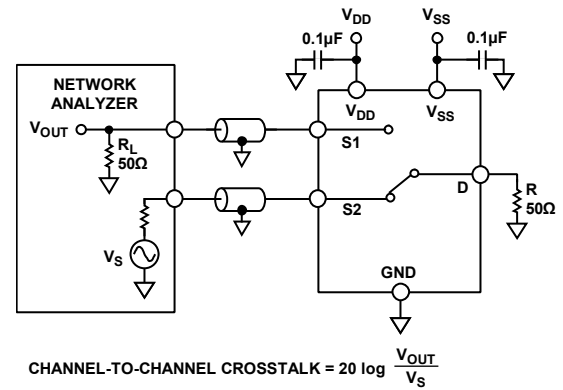 VDD
VSS
0.1µF
0.1µF
NETWORK
ANALYZER
VDD
VSS
VOUT
RL
50Ω
S1
S2
D
R
50Ω
VS
GND
CHANNEL-TO-CHANNEL CROSSTALK = 20 log VOUT
VS